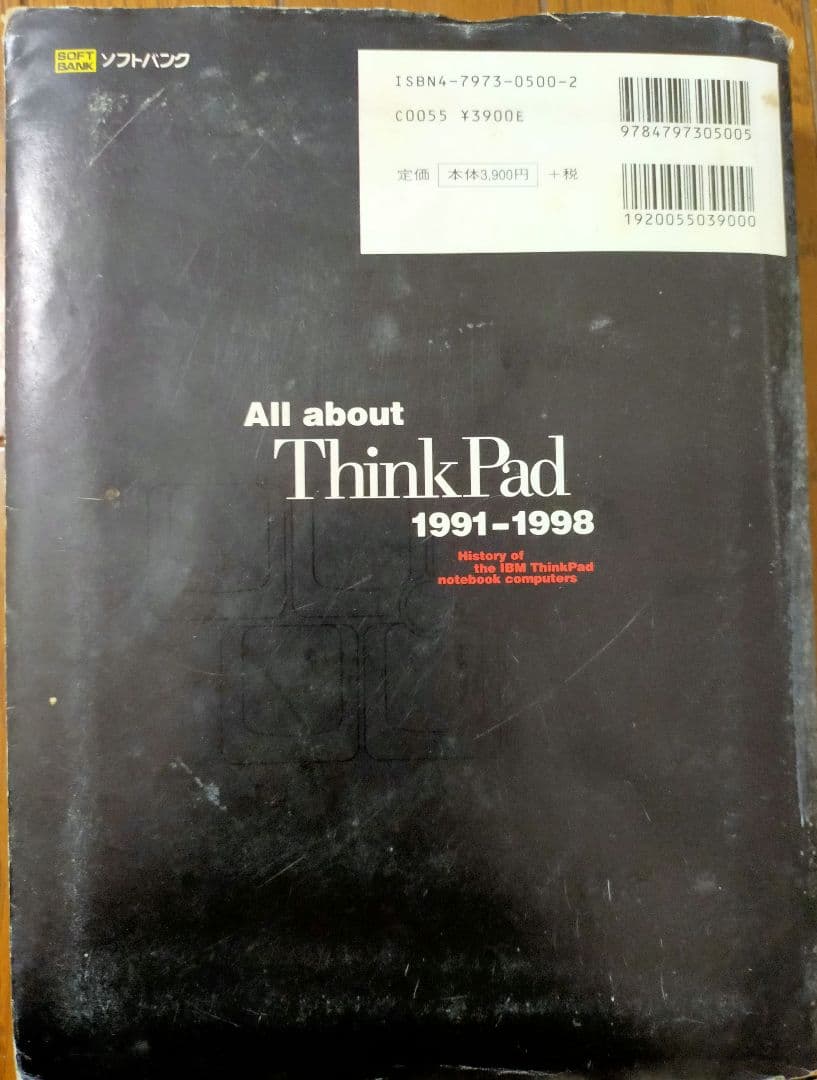 SOFT
BANK ソフトバンク
ISBN4-7973-0500-2
C0055 ¥3900E
9784797305005
定価 本体3,900円 +税
1920055039000
All about
ThinkPad
1991-1998
History of
the IBM ThinkPad
notebook computers